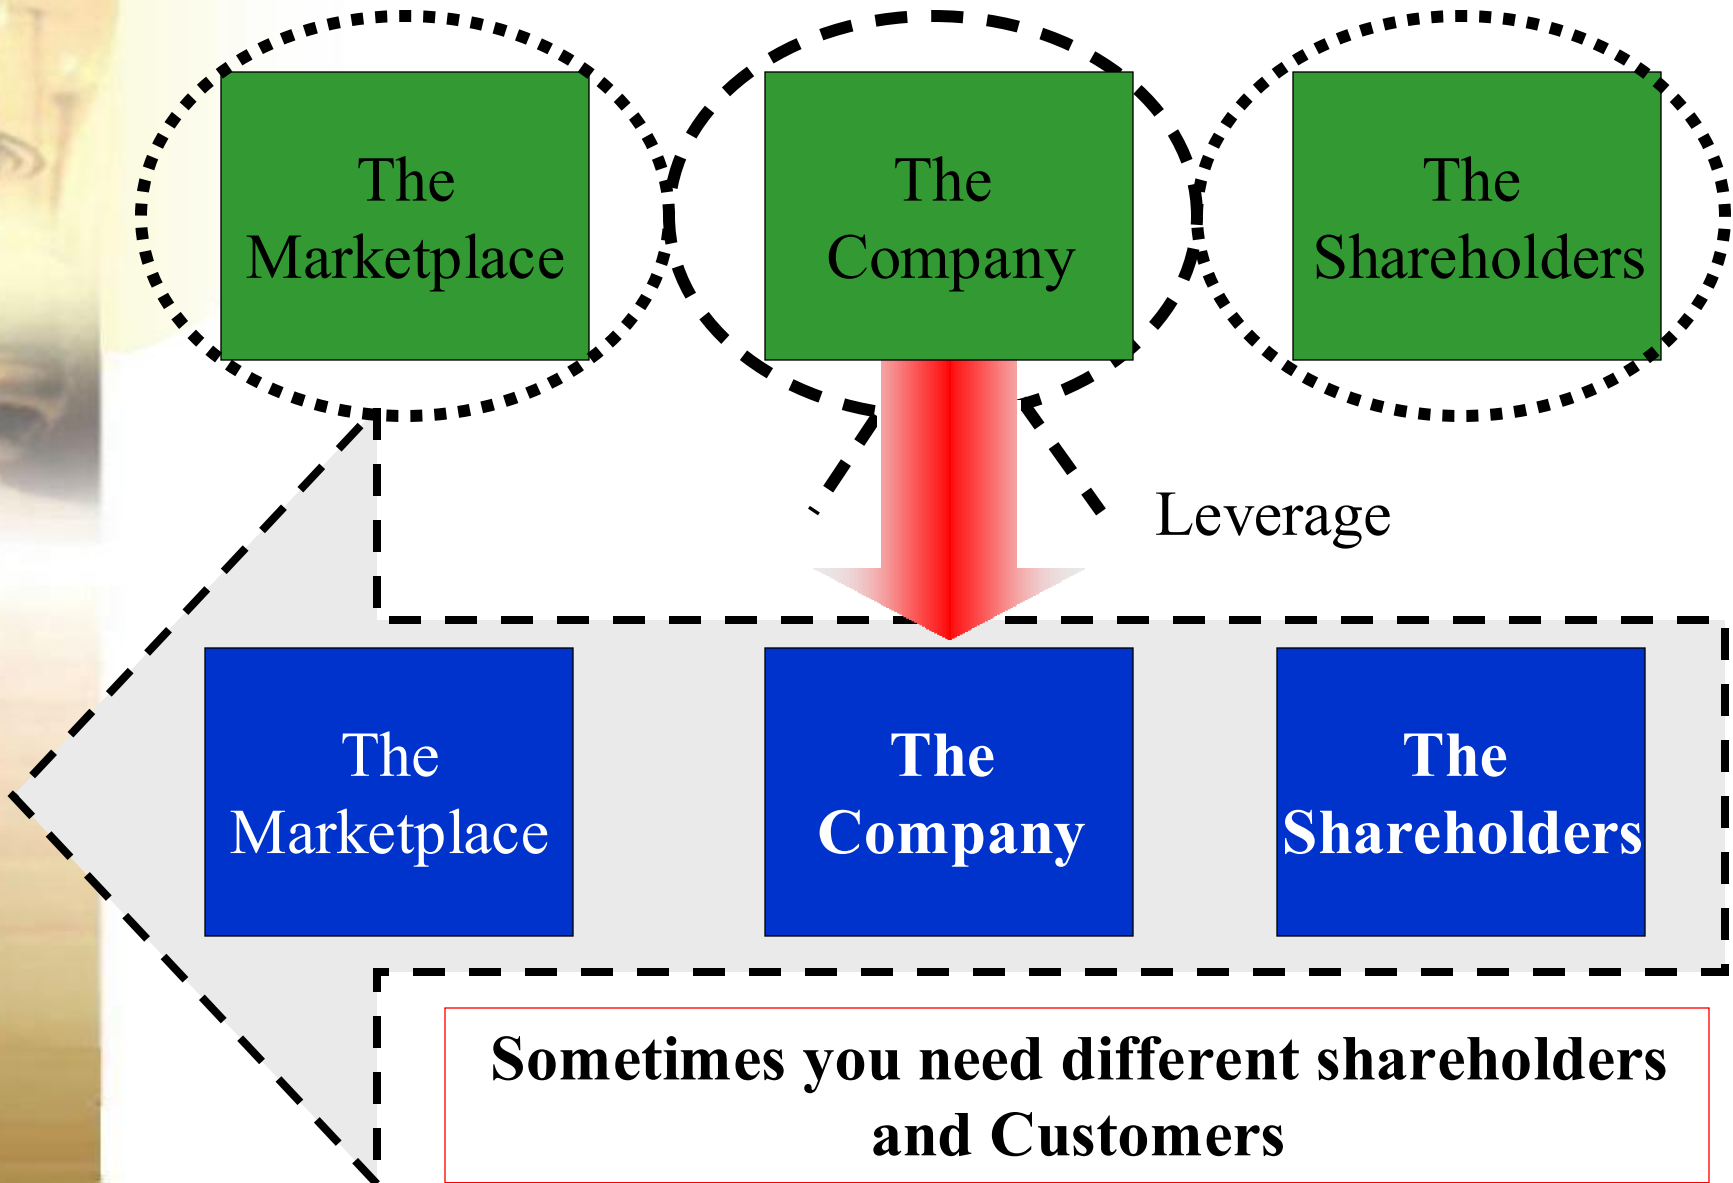 The
Marketplace
The
Company
The
Shareholders
Leverage
The
Marketplace
The
Company
The
Shareholders
Sometimes you need different shareholders
and Customers